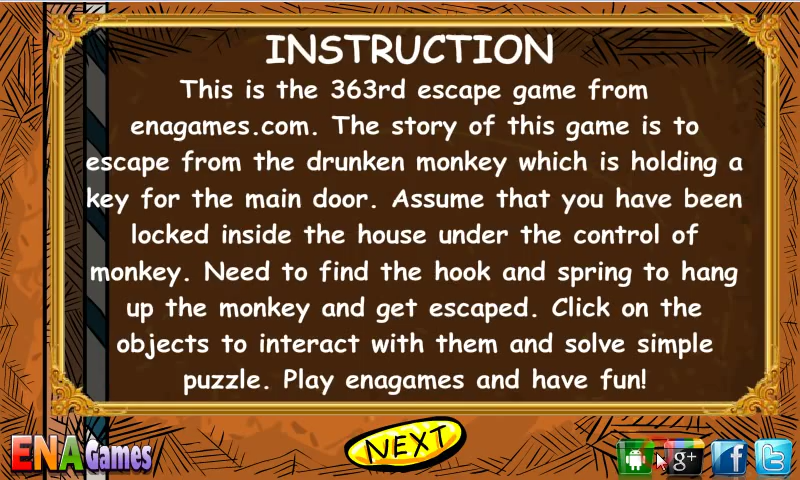 INSTRUCTION
This is the 363rd escape game from
enagames.com. The story of this game is to
escape from the drunken monkey which is holding a
key for the main door. Assume that you have been
locked inside the house under the control of
monkey. Need to find the hook and spring to hang
up the monkey and get escaped. Click on the
objects to interact with them and solve simple
puzzle. Play enagames and have fun!
NEXT
ENA Games
g+
f
t